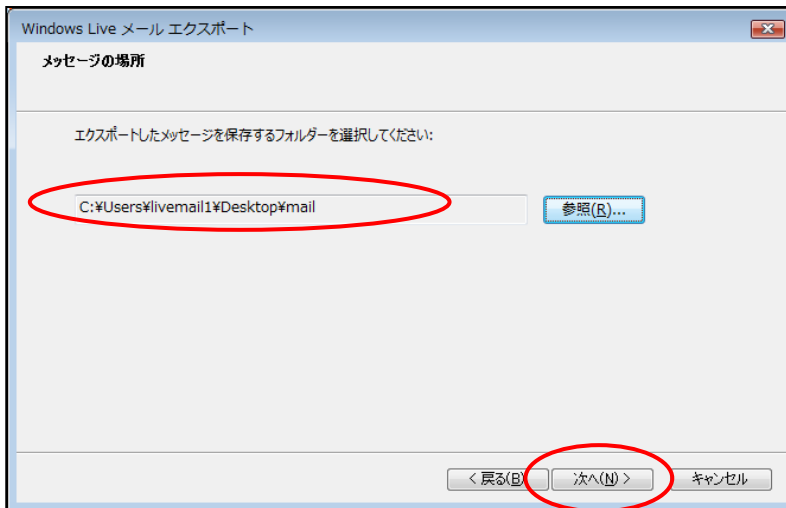 Windows Live メール エクスポート
メッセージの場所
エクスポートしたメッセージを保存するフォルダーを選択してください:
C:¥Users¥livemail1¥Desktop¥mail
参照(R)...
< 戻る(B)
次へ(N) >
キャンセル